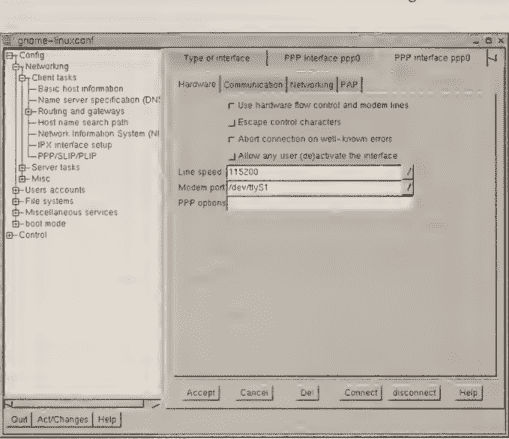 gnome-linuxconf
Config
Networking
Client tasks
Basic host information
Name server specification (DN
Routing and gateways
Host name search path
Network Information System (NI
IPX interface setup
PPP/SLIP/PLIP
Server tasks
Misc
Users accounts
File systems
Miscellaneous services
boot mode
Control
Type of interface
PPP interface ppp0
PPP interface ppp0
Hardware
Communication
Networking
PAP
Use hardware flow control and modem lines
Escape control characters
Abort connection on well-known errors
Allow any user (de)activate the interface
Line speed 115200
Modem port /dev/ttyS1
PPP options
Accept
Cancel
Del
Connect
disconnect
Help
Quit
Act/Changes
Help